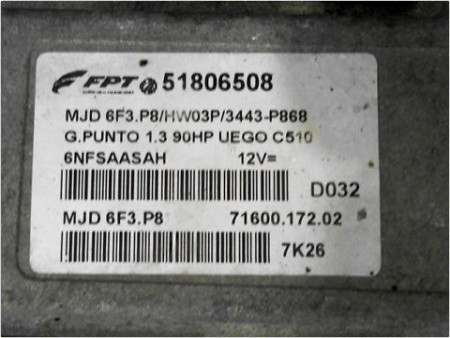 FPT 51806508
MJD 6F3.P8/HW03P/3443-P868
G.PUNTO 1.3 90HP UEGO C510
6NFSAASAH 12V=
D032
MJD 6F3.P8 71600.172.02
7K26